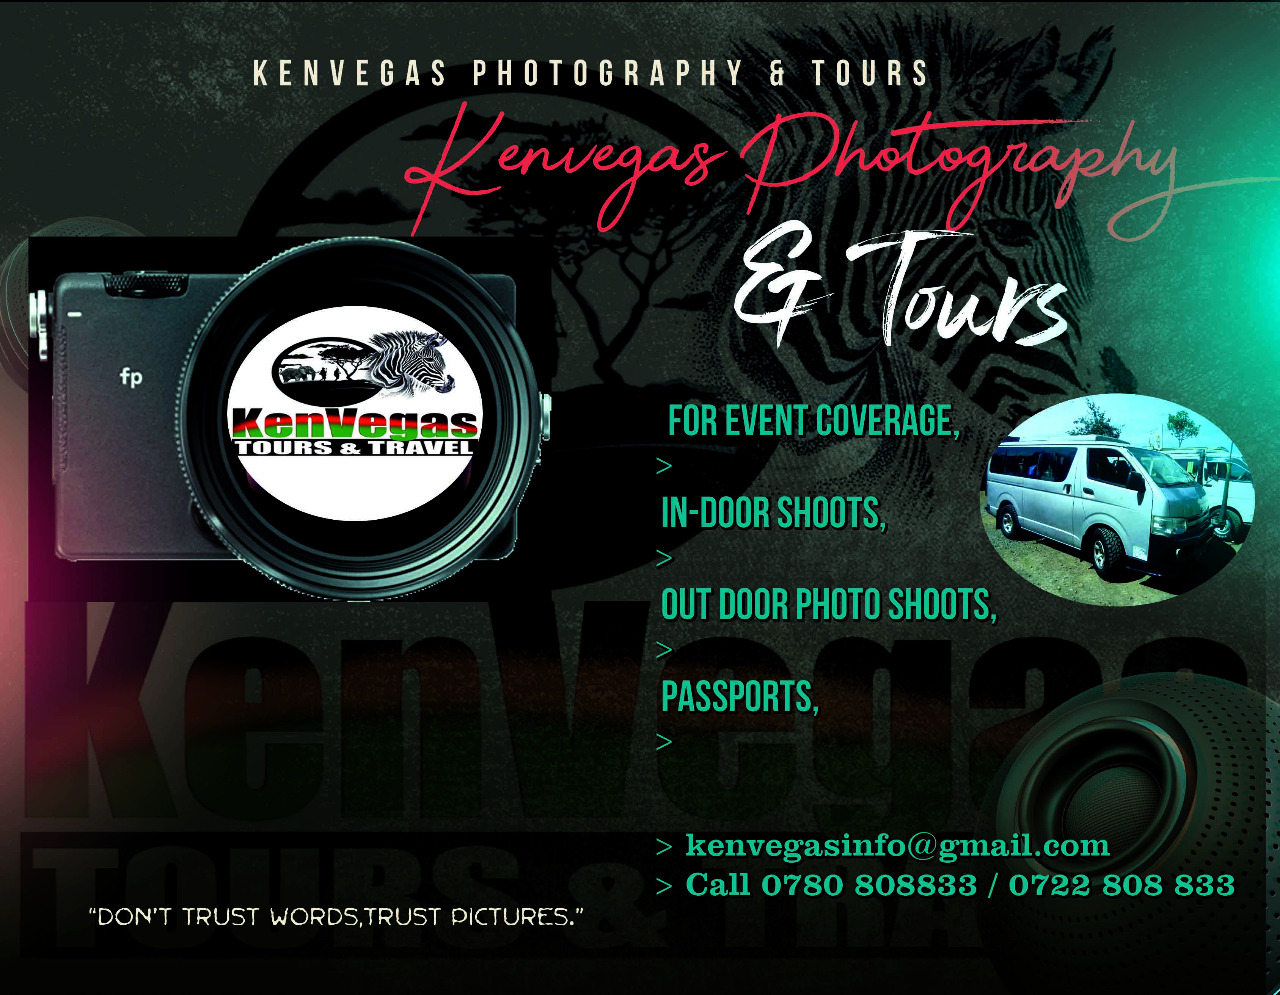 KENVEGAS PHOTOGRAPHY & TOURS
Kenvegas Photography
& Tours
fp
KenVegas
TOURS & TRAVEL
FOR EVENT COVERAGE,
>
IN-DOOR SHOOTS,
>
OUT DOOR PHOTO SHOOTS,
>
PASSPORTS,
>
KenVegas
TOURS & TRA
> kenvegasinfo@gmail.com
> Call 0780 808833 / 0722 808 833
“DON'T TRUST WORDS,TRUST PICTURES.”